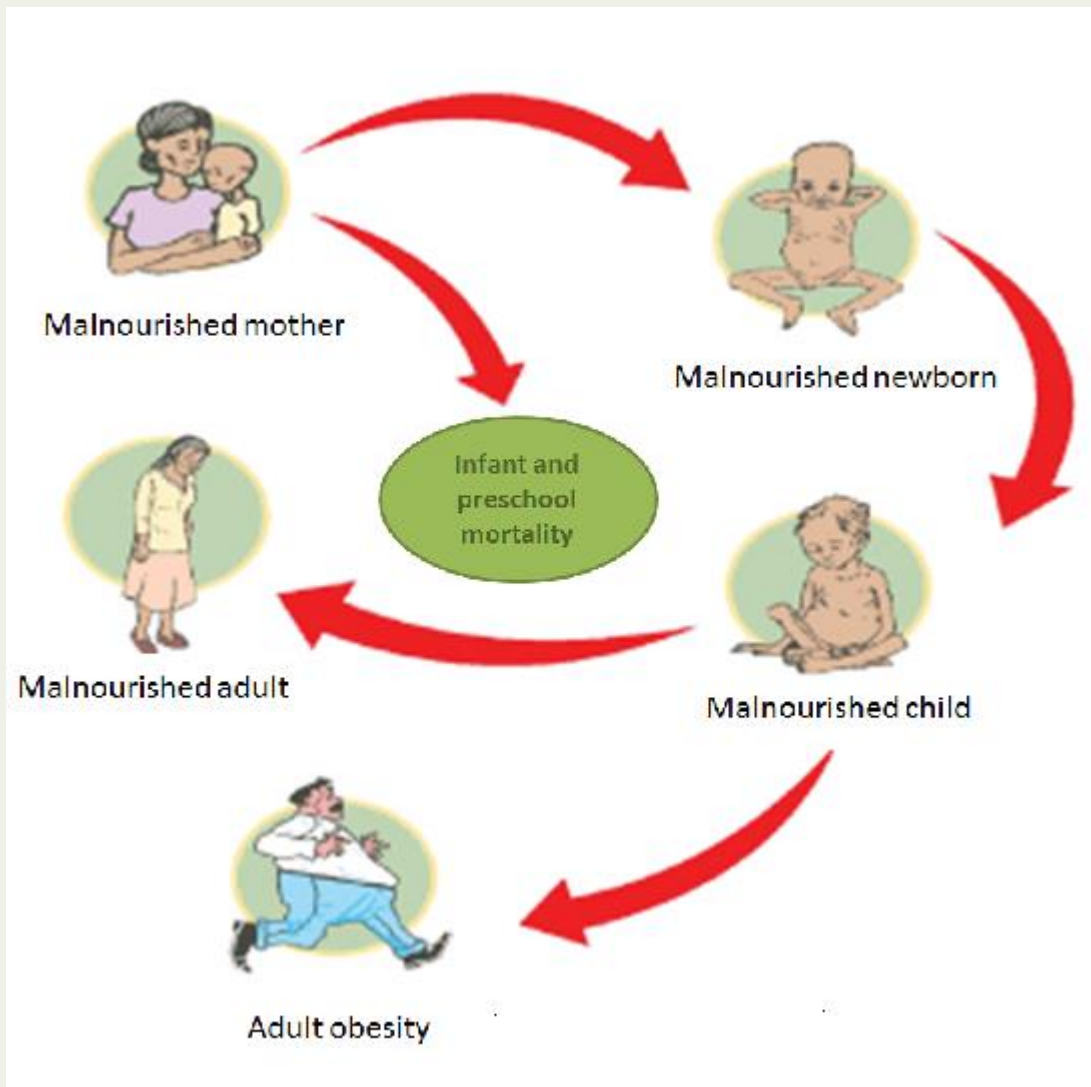 Malnourished mother
Malnourished newborn
Infant and
preschool
mortality
Malnourished adult
Malnourished child
Adult obesity